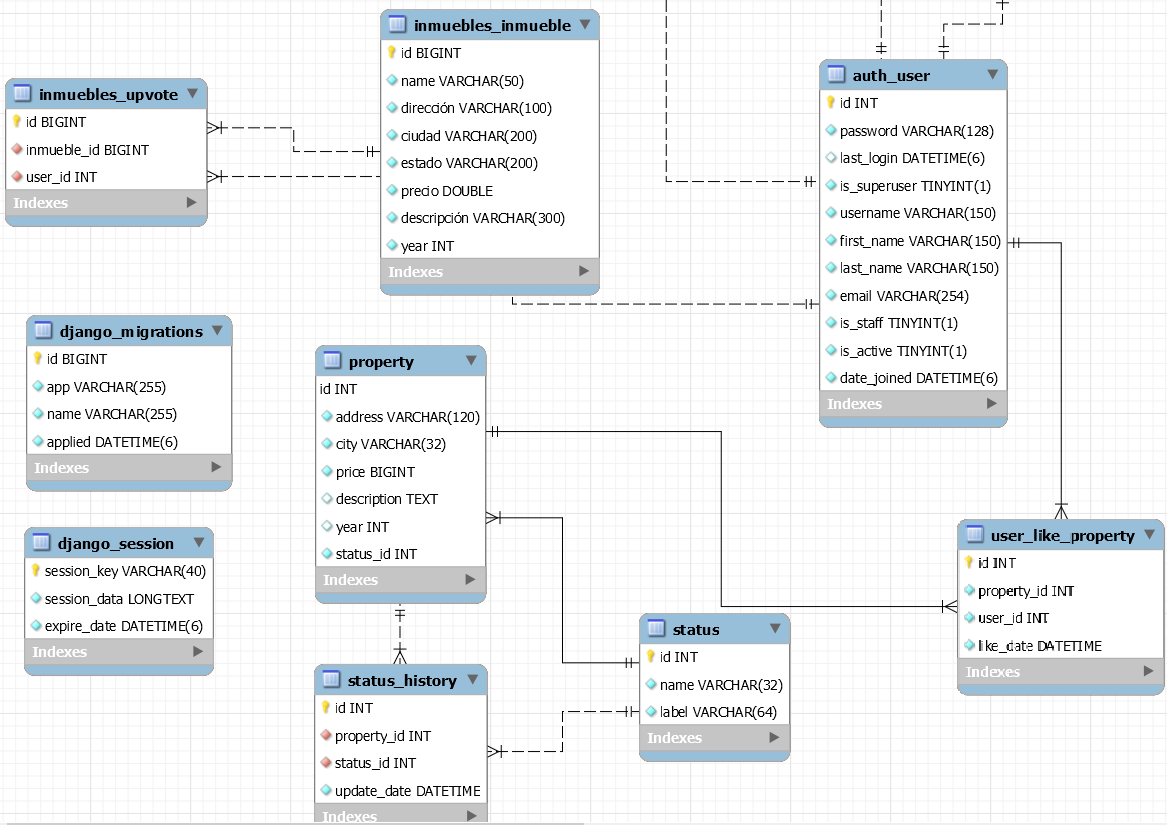 inmuebles_inmueble
id BIGINT
name VARCHAR(50)
dirección VARCHAR(100)
ciudad VARCHAR(200)
estado VARCHAR(200)
precio DOUBLE
descripción VARCHAR(300)
year INT
Indexes
inmuebles_upvote
id BIGINT
inmueble_id BIGINT
user_id INT
Indexes
auth_user
id INT
password VARCHAR(128)
last_login DATETIME(6)
is_superuser TINYINT(1)
username VARCHAR(150)
first_name VARCHAR(150)
last_name VARCHAR(150)
email VARCHAR(254)
is_staff TINYINT(1)
is_active TINYINT(1)
date_joined DATETIME(6)
Indexes
django_migrations
id BIGINT
app VARCHAR(255)
name VARCHAR(255)
applied DATETIME(6)
Indexes
property
id INT
address VARCHAR(120)
city VARCHAR(32)
price BIGINT
description TEXT
year INT
status_id INT
Indexes
django_session
session_key VARCHAR(40)
session_data LONGTEXT
expire_date DATETIME(6)
Indexes
user_like_property
id INT
property_id INT
user_id INT
like_date DATETIME
Indexes
status
id INT
name VARCHAR(32)
label VARCHAR(64)
Indexes
status_history
id INT
property_id INT
status_id INT
update_date DATETIME
Indexes